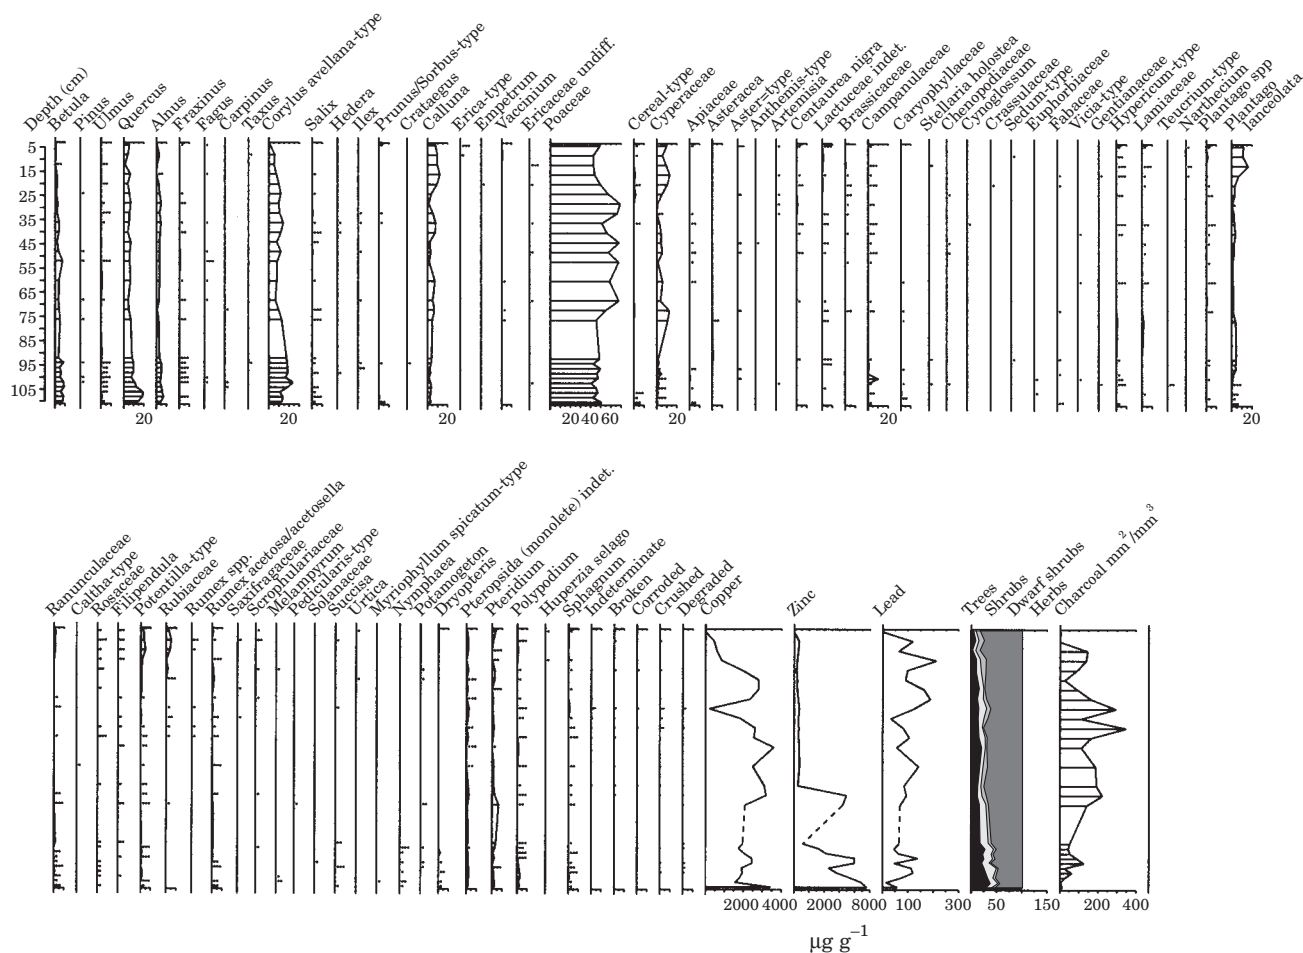 Depth (cm)
Betula
Pinus
Ulmus
Quercus
Alnus
Fraxinus
Fagus
Carpinus
Taxus
Corylus avellana-type
Salix
Hedera
Ilex
Prunus/Sorbus-type
Crataegus
Calluna
Erica-type
Empetrum
Vaccinium
Ericaceae undiff.
Poaceae
Cereal-type
Cyperaceae
Apiaceae
Asteracea
Aster-type
Anthemis-type
Artemisia
Centaurea nigra
Lactuceae indet.
Brassicaceae
Campanulaceae
Caryophyllaceae
Stellaria holostea
Chenopodiaceae
Cynoglossum
Crassulaceae
Sedum-type
Euphorbiaceae
Fabaceae
Vicia-type
Gentianaceae
Hypericum-type
Lamiaceae
Teucrium-type
Narthecium
Plantago spp
Plantago
lanceolata
5
15
25
35
45
55
65
75
85
95
105
20 20 20 20 40 60 20 20 20
Ranunculaceae
Caltha-type
Rosaceae
Filipendula
Potentilla-type
Rubiaceae
Rumex spp.
Rumex acetosa/acetosella
Saxifragaceae
Scrophulariaceae
Melampyrum
Pedicularis-type
Solanaceae
Succisa
Urtica
Myriophyllum spicatum-type
Nymphaea
Potamogeton
Dryopteris
Pteropsida (monolete) indet.
Pteridium
Polypodium
Huperzia selago
Sphagnum
Indeterminate
Broken
Corroded
Crushed
Degraded
Copper
Zinc
Lead
Trees
Shrubs
Dwarf shrubs
Herbs
Charcoal mm2/mm3
2000 4000 2000 8000 100 300 50 150 200 400
µg g–1